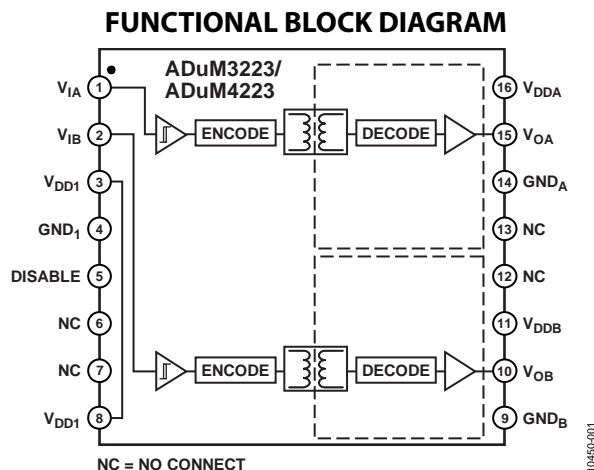 FUNCTIONAL BLOCK DIAGRAM
ADuM3223/
ADuM4223
VIA 1
VIB 2
VDD1 3
GND1 4
DISABLE 5
NC 6
NC 7
VDD1 8
ENCODE DECODE
ENCODE DECODE
16 VDDA
15 VOA
14 GNDA
13 NC
12 NC
11 VDDB
10 VOB
9 GNDB
NC = NO CONNECT
10450-001